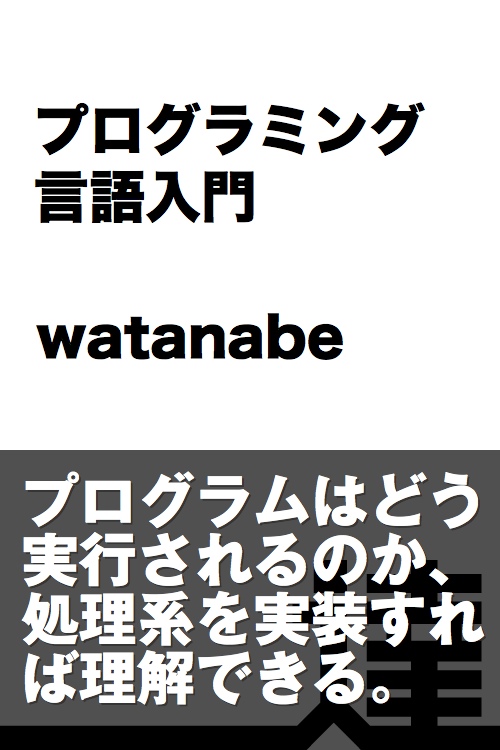 プログラミング
言語入門
watanabe
プログラムはどう
実行されるのか、
処理系を実装すれ
ば理解できる。